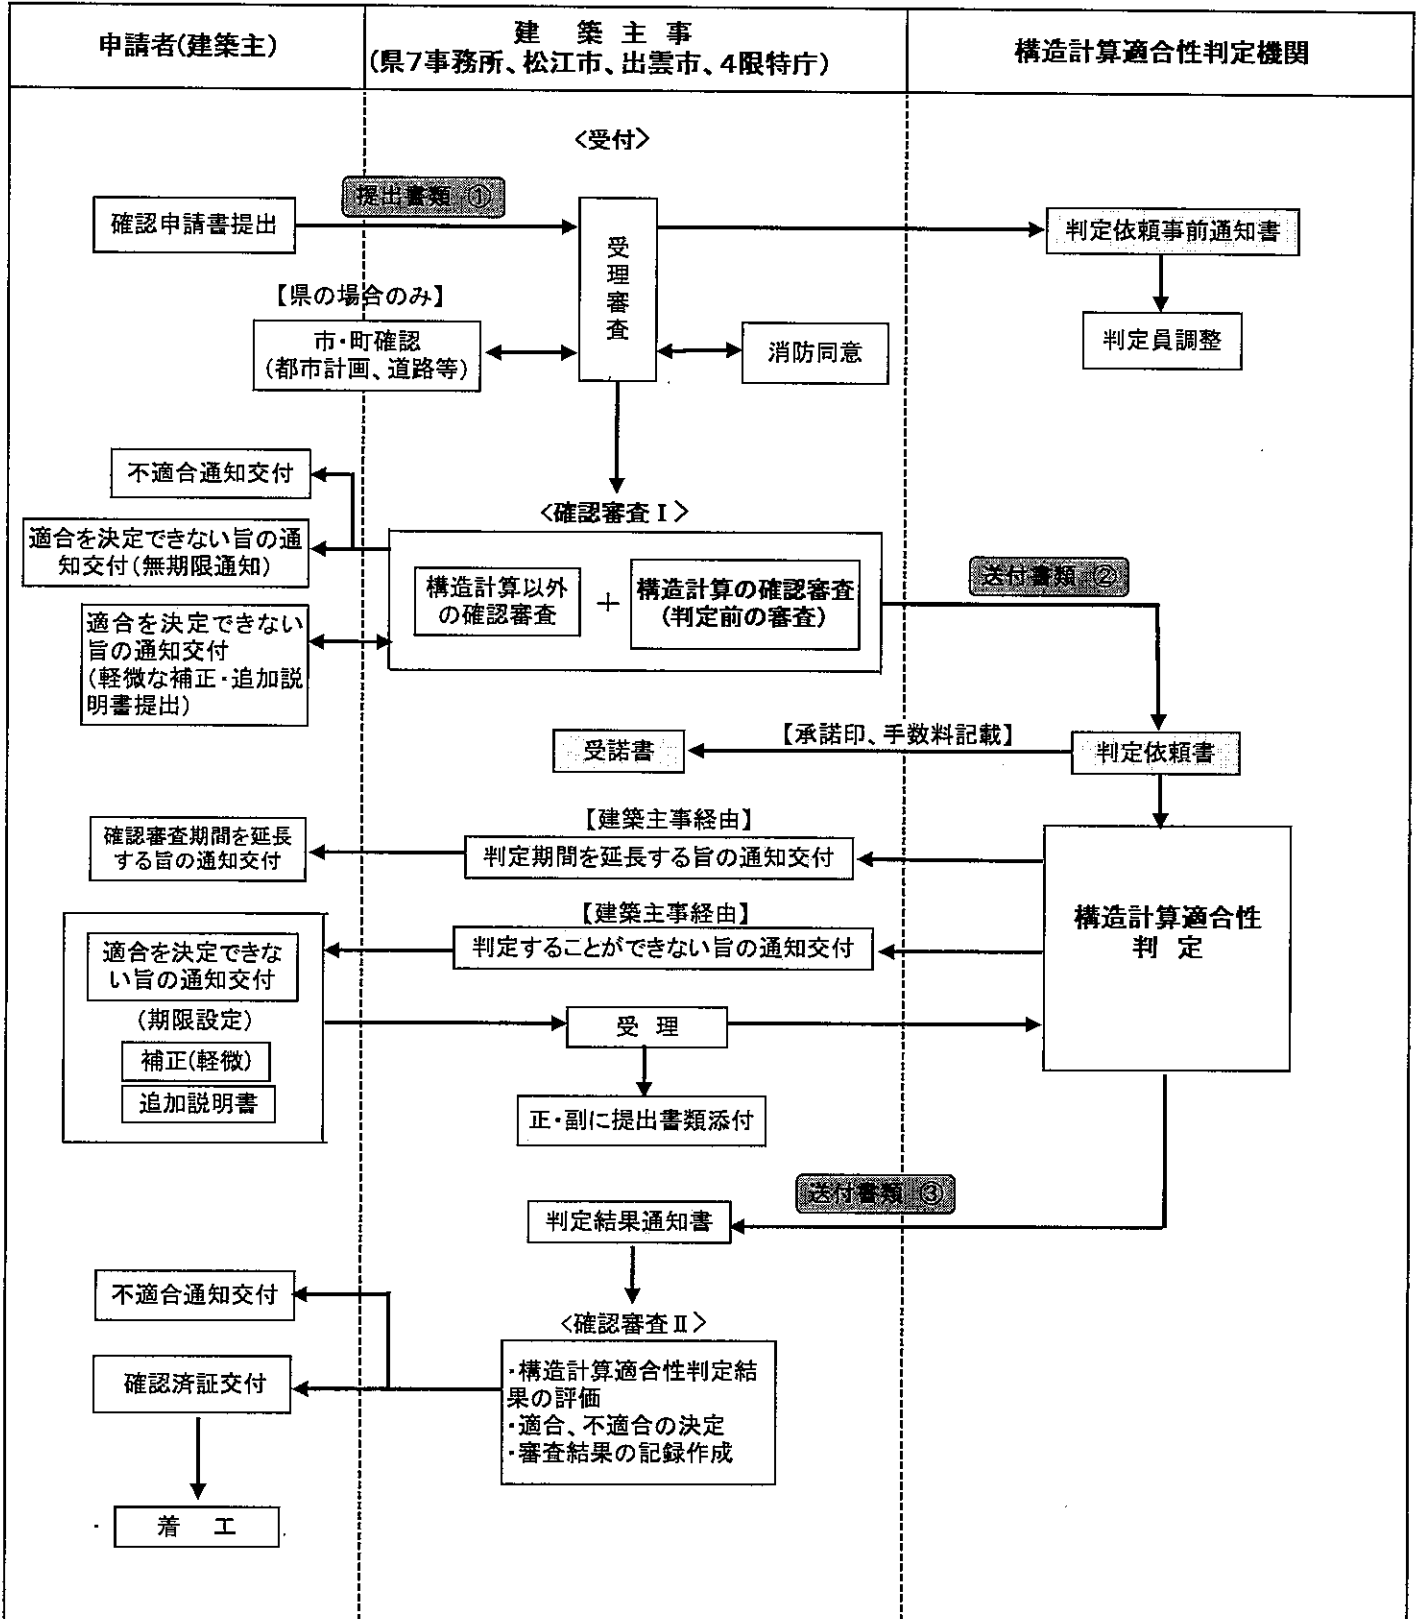 申請者(建築主)
建 築 主 事
(県7事務所、松江市、出雲市、4限特庁)
構造計算適合性判定機関
<受付>
提出書類 ①
確認申請書提出
受
理
審
査
判定依頼事前通知書
【県の場合のみ】
市・町確認
(都市計画、道路等)
消防同意
判定員調整
不適合通知交付
<確認審査Ⅰ>
適合を決定できない旨の通
知交付(無期限通知)
構造計算以外
の確認審査
+
構造計算の確認審査
(判定前の審査)
送付書類 ②
適合を決定できない
旨の通知交付
(軽微な補正・追加説
明書提出)
受諾書
【承諾印、手数料記載】
判定依頼書
【建築主事経由】
確認審査期間を延長
する旨の通知交付
判定期間を延長する旨の通知交付
【建築主事経由】
判定することができない旨の通知交付
構造計算適合性
判 定
適合を決定できな
い旨の通知交付
(期限設定)
補正(軽微)
追加説明書
受 理
正・副に提出書類添付
送付書類 ③
判定結果通知書
不適合通知交付
<確認審査Ⅱ>
確認済証交付
・構造計算適合性判定結
果の評価
・適合、不適合の決定
・審査結果の記録作成
着 工